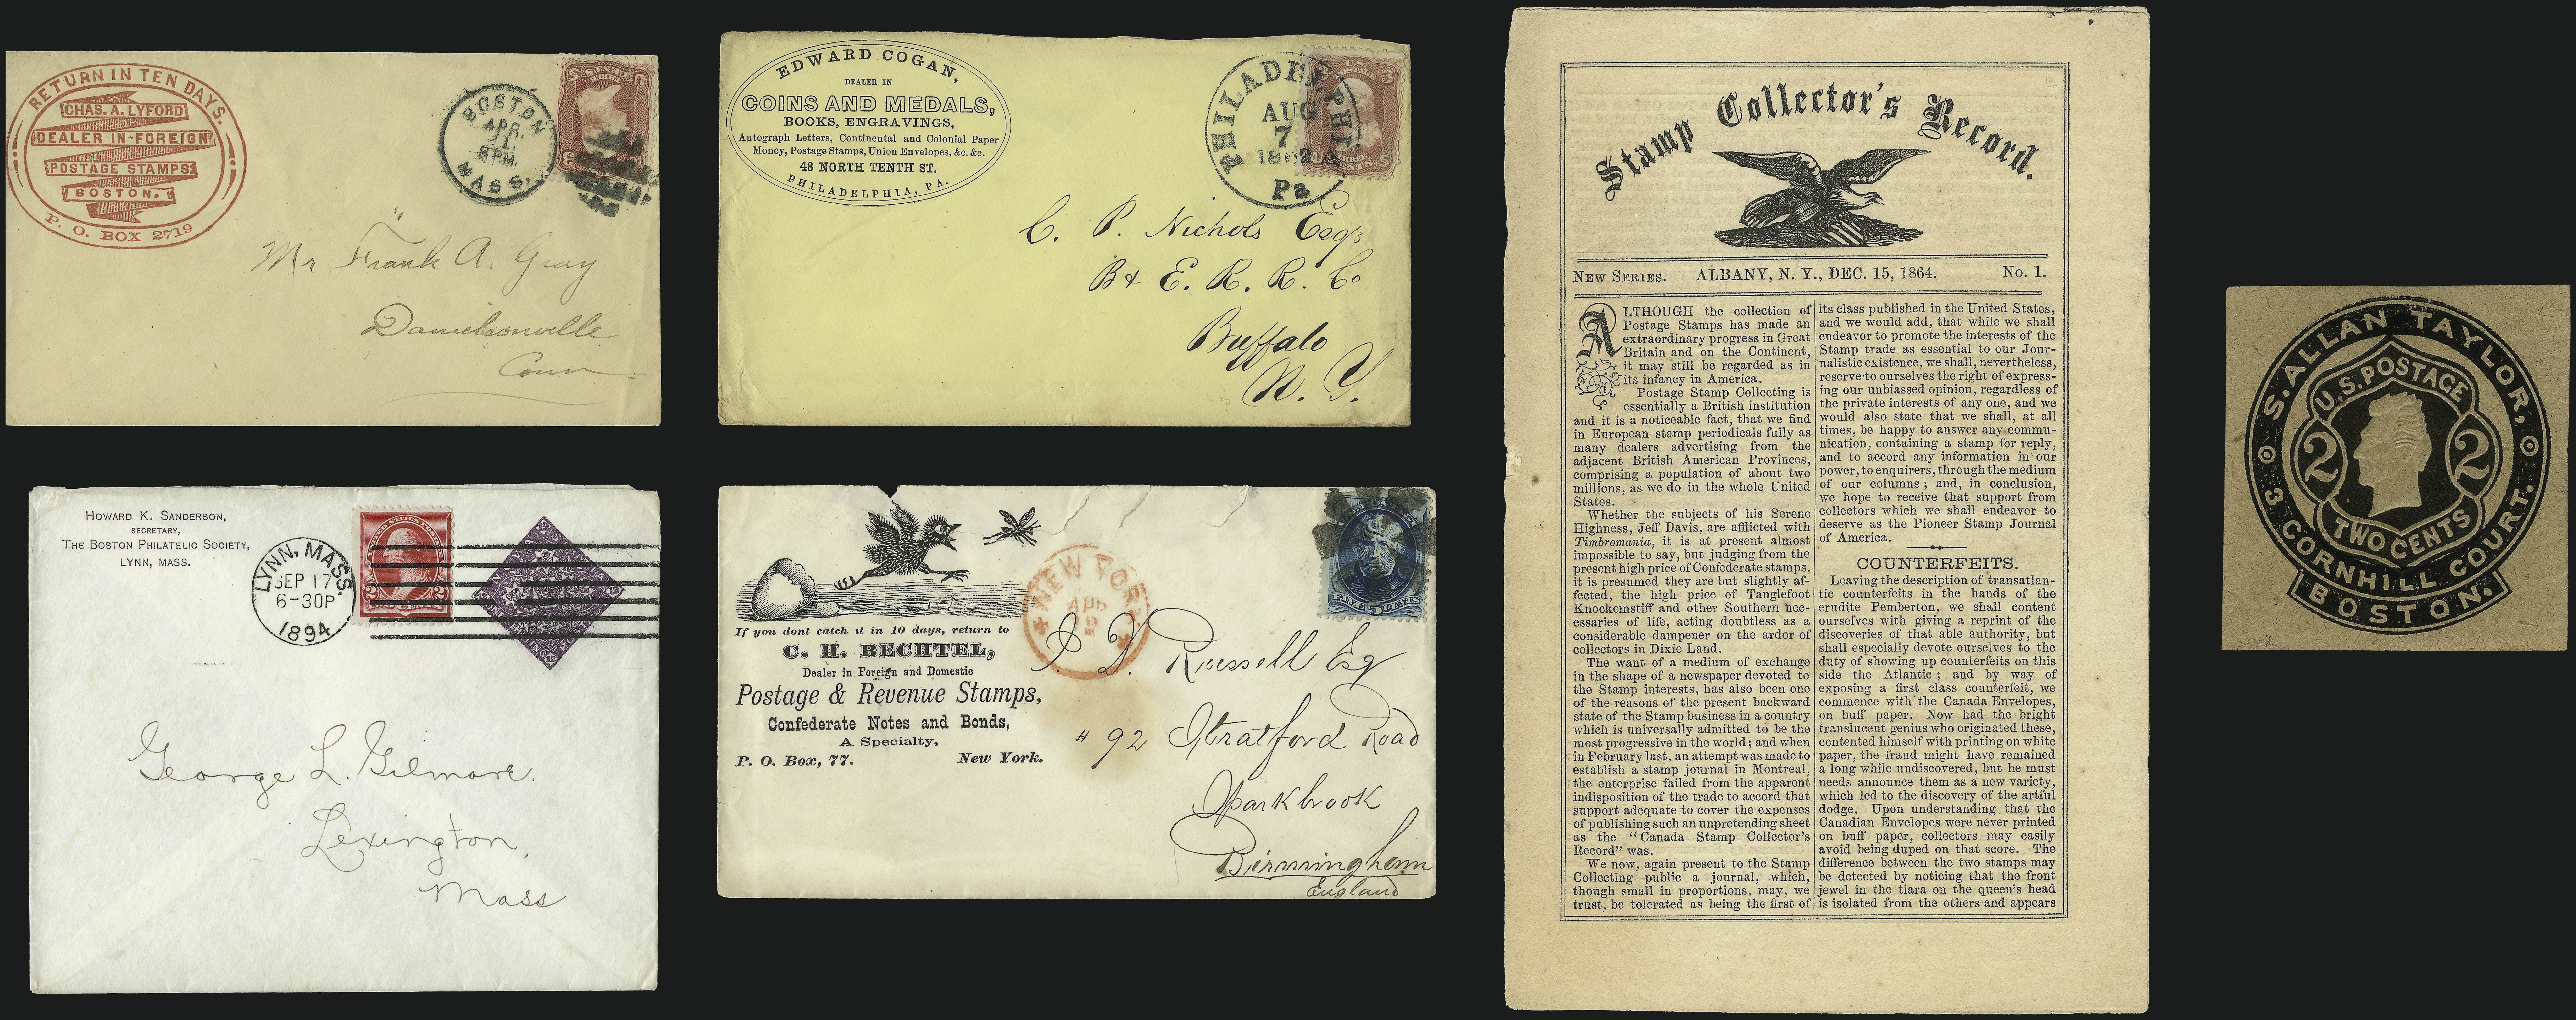 RETURN IN TEN DAYS.
CHAS. A. LYFORD
DEALER IN FOREIGN
POSTAGE STAMPS.
BOSTON.
P. O. BOX 2719
BOSTON
APR.
1.
8 PM.
MASS.
Mr Frank A. Gray
Danielsonville
Conn
EDWARD COGAN,
DEALER IN
COINS AND MEDALS,
BOOKS, ENGRAVINGS,
Autograph Letters, Continental and Colonial Paper
Money, Postage Stamps, Union Envelopes, &c. &c.
48 NORTH TENTH ST.
PHILADELPHIA, PA.
PHILADELPHIA
AUG
7
1862
Pa
U.S. 3
POSTAGE
C. P. Nichols Esqr
B & E. R. R. Co
Buffalo
N. Y.
HOWARD K. SANDERSON,
SECRETARY,
THE BOSTON PHILATELIC SOCIETY,
LYNN, MASS.
LYNN, MASS.
SEP 17
6-30P
1894
2 2
George L. Gilmore.
Lexington,
Mass
If you dont catch it in 10 days, return to
C. H. BECHTEL,
Dealer in Foreign and Domestic
Postage & Revenue Stamps,
Confederate Notes and Bonds,
A Specialty,
P. O. Box, 77. New York.
NEW YOR
APR
FIVE 5 CENTS
Russell Esq
# 92 Stratford Road
Sparkbrook
Birmingham
England
Stamp Collector's Record.
NEW SERIES. ALBANY, N. Y., DEC. 15, 1864. No. 1.
ALTHOUGH the collection of
Postage Stamps has made an
extraordinary progress in Great
Britain and on the Continent,
it may still be regarded as in
its infancy in America.
Postage Stamp Collecting is
essentially a British institution
and it is a noticeable fact, that we find
in European stamp periodicals fully as
many dealers advertising from the
adjacent British American Provinces,
comprising a population of about two
millions, as we do in the whole United
States.
Whether the subjects of his Serene
Highness, Jeff Davis, are afflicted with
Timbromania, it is at present almost
impossible to say, but judging from the
present high price of Confederate stamps.
it is presumed they are but slightly af-
fected, the high price of Tanglefoot
Knockemstiff and other Southern nec-
essaries of life, acting doubtless as a
considerable dampener on the ardor of
collectors in Dixie Land.
The want of a medium of exchange
in the shape of a newspaper devoted to
the Stamp interests, has also been one
of the reasons of the present backward
state of the Stamp business in a country
which is universally admitted to be the
most progressive in the world; and when
in February last, an attempt was made to
establish a stamp journal in Montreal,
the enterprise failed from the apparent
indisposition of the trade to accord that
support adequate to cover the expenses
of publishing such an unpretending sheet
as the "Canada Stamp Collector's
Record" was.
We now, again present to the Stamp
Collecting public a journal, which,
though small in proportions, may, we
trust, be tolerated as being the first of
its class published in the United States,
and we would add, that while we shall
endeavor to promote the interests of the
Stamp trade as essential to our Jour-
nalistic existence, we shall, nevertheless,
reserve to ourselves the right of express-
ing our unbiassed opinion, regardless of
the private interests of any one, and we
would also state that we shall, at all
times, be happy to answer any commu-
nication, containing a stamp for reply,
and to accord any information in our
power, to enquirers, through the medium
of our columns; and, in conclusion,
we hope to receive that support from
collectors which we shall endeavor to
deserve as the Pioneer Stamp Journal
of America.
COUNTERFEITS.
Leaving the description of transatlan-
tic counterfeits in the hands of the
erudite Pemberton, we shall content
ourselves with giving a reprint of the
discoveries of that able authority, but
shall especially devote ourselves to the
duty of showing up counterfeits on this
side the Atlantic; and by way of
exposing a first class counterfeit, we
commence with the Canada Envelopes,
on buff paper. Now had the bright
translucent genius who originated these,
contented himself with printing on white
paper, the fraud might have remained
a long while undiscovered, but he must
needs announce them as a new variety,
which led to the discovery of the artful
dodge. Upon understanding that the
Canadian Envelopes were never printed
on buff paper, collectors may easily
avoid being duped on that score. The
difference between the two stamps may
be detected by noticing that the front
jewel in the tiara on the queen's head
is isolated from the others and appears
S. ALLAN TAYLOR,
U.S. POSTAGE
2 2
TWO CENTS
3 CORNHILL COURT.
BOSTON.